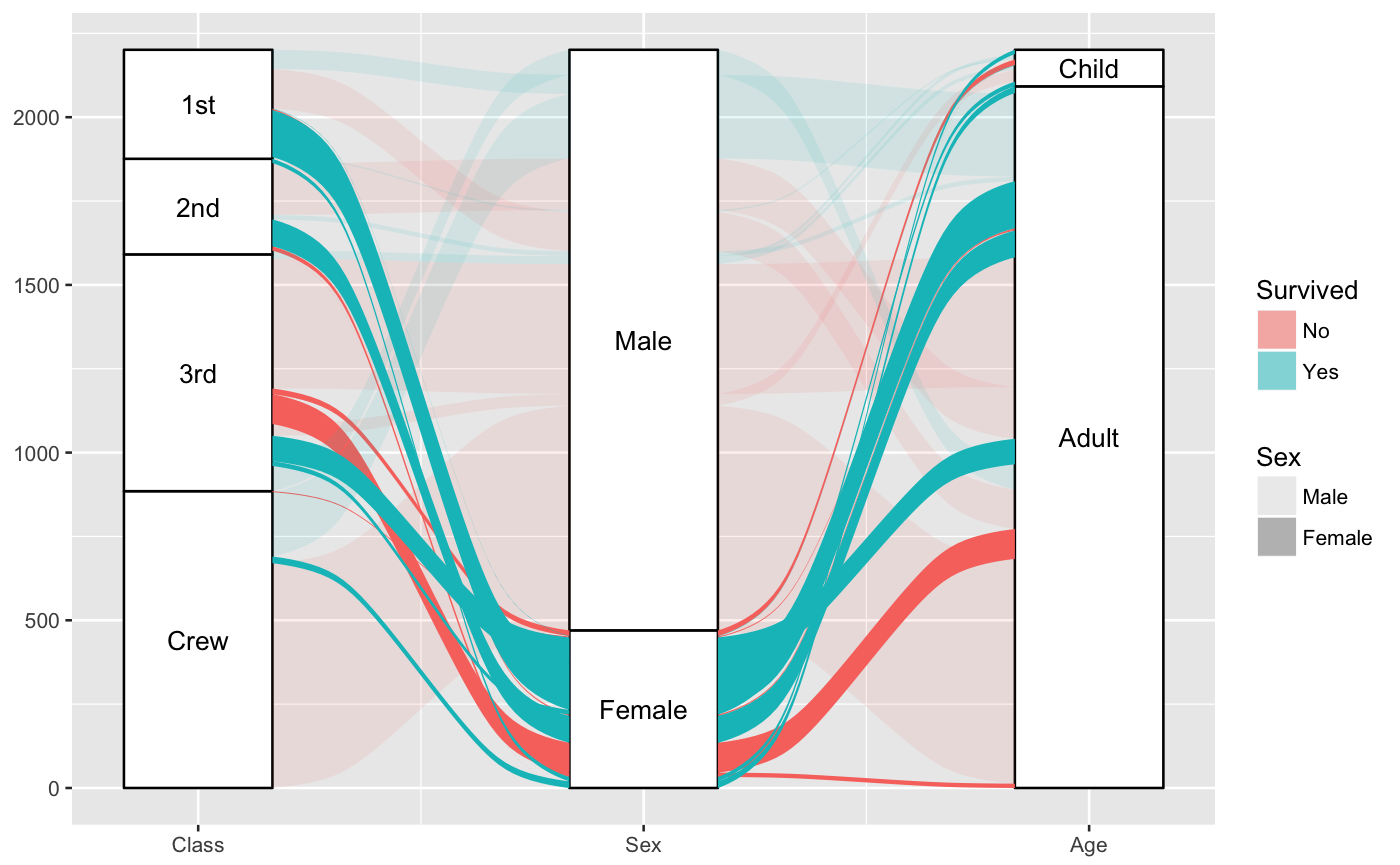 2000
1500
1000
500
0
1st
2nd
3rd
Crew
Male
Female
Child
Adult
Class
Sex
Age
Survived
No
Yes
Sex
Male
Female